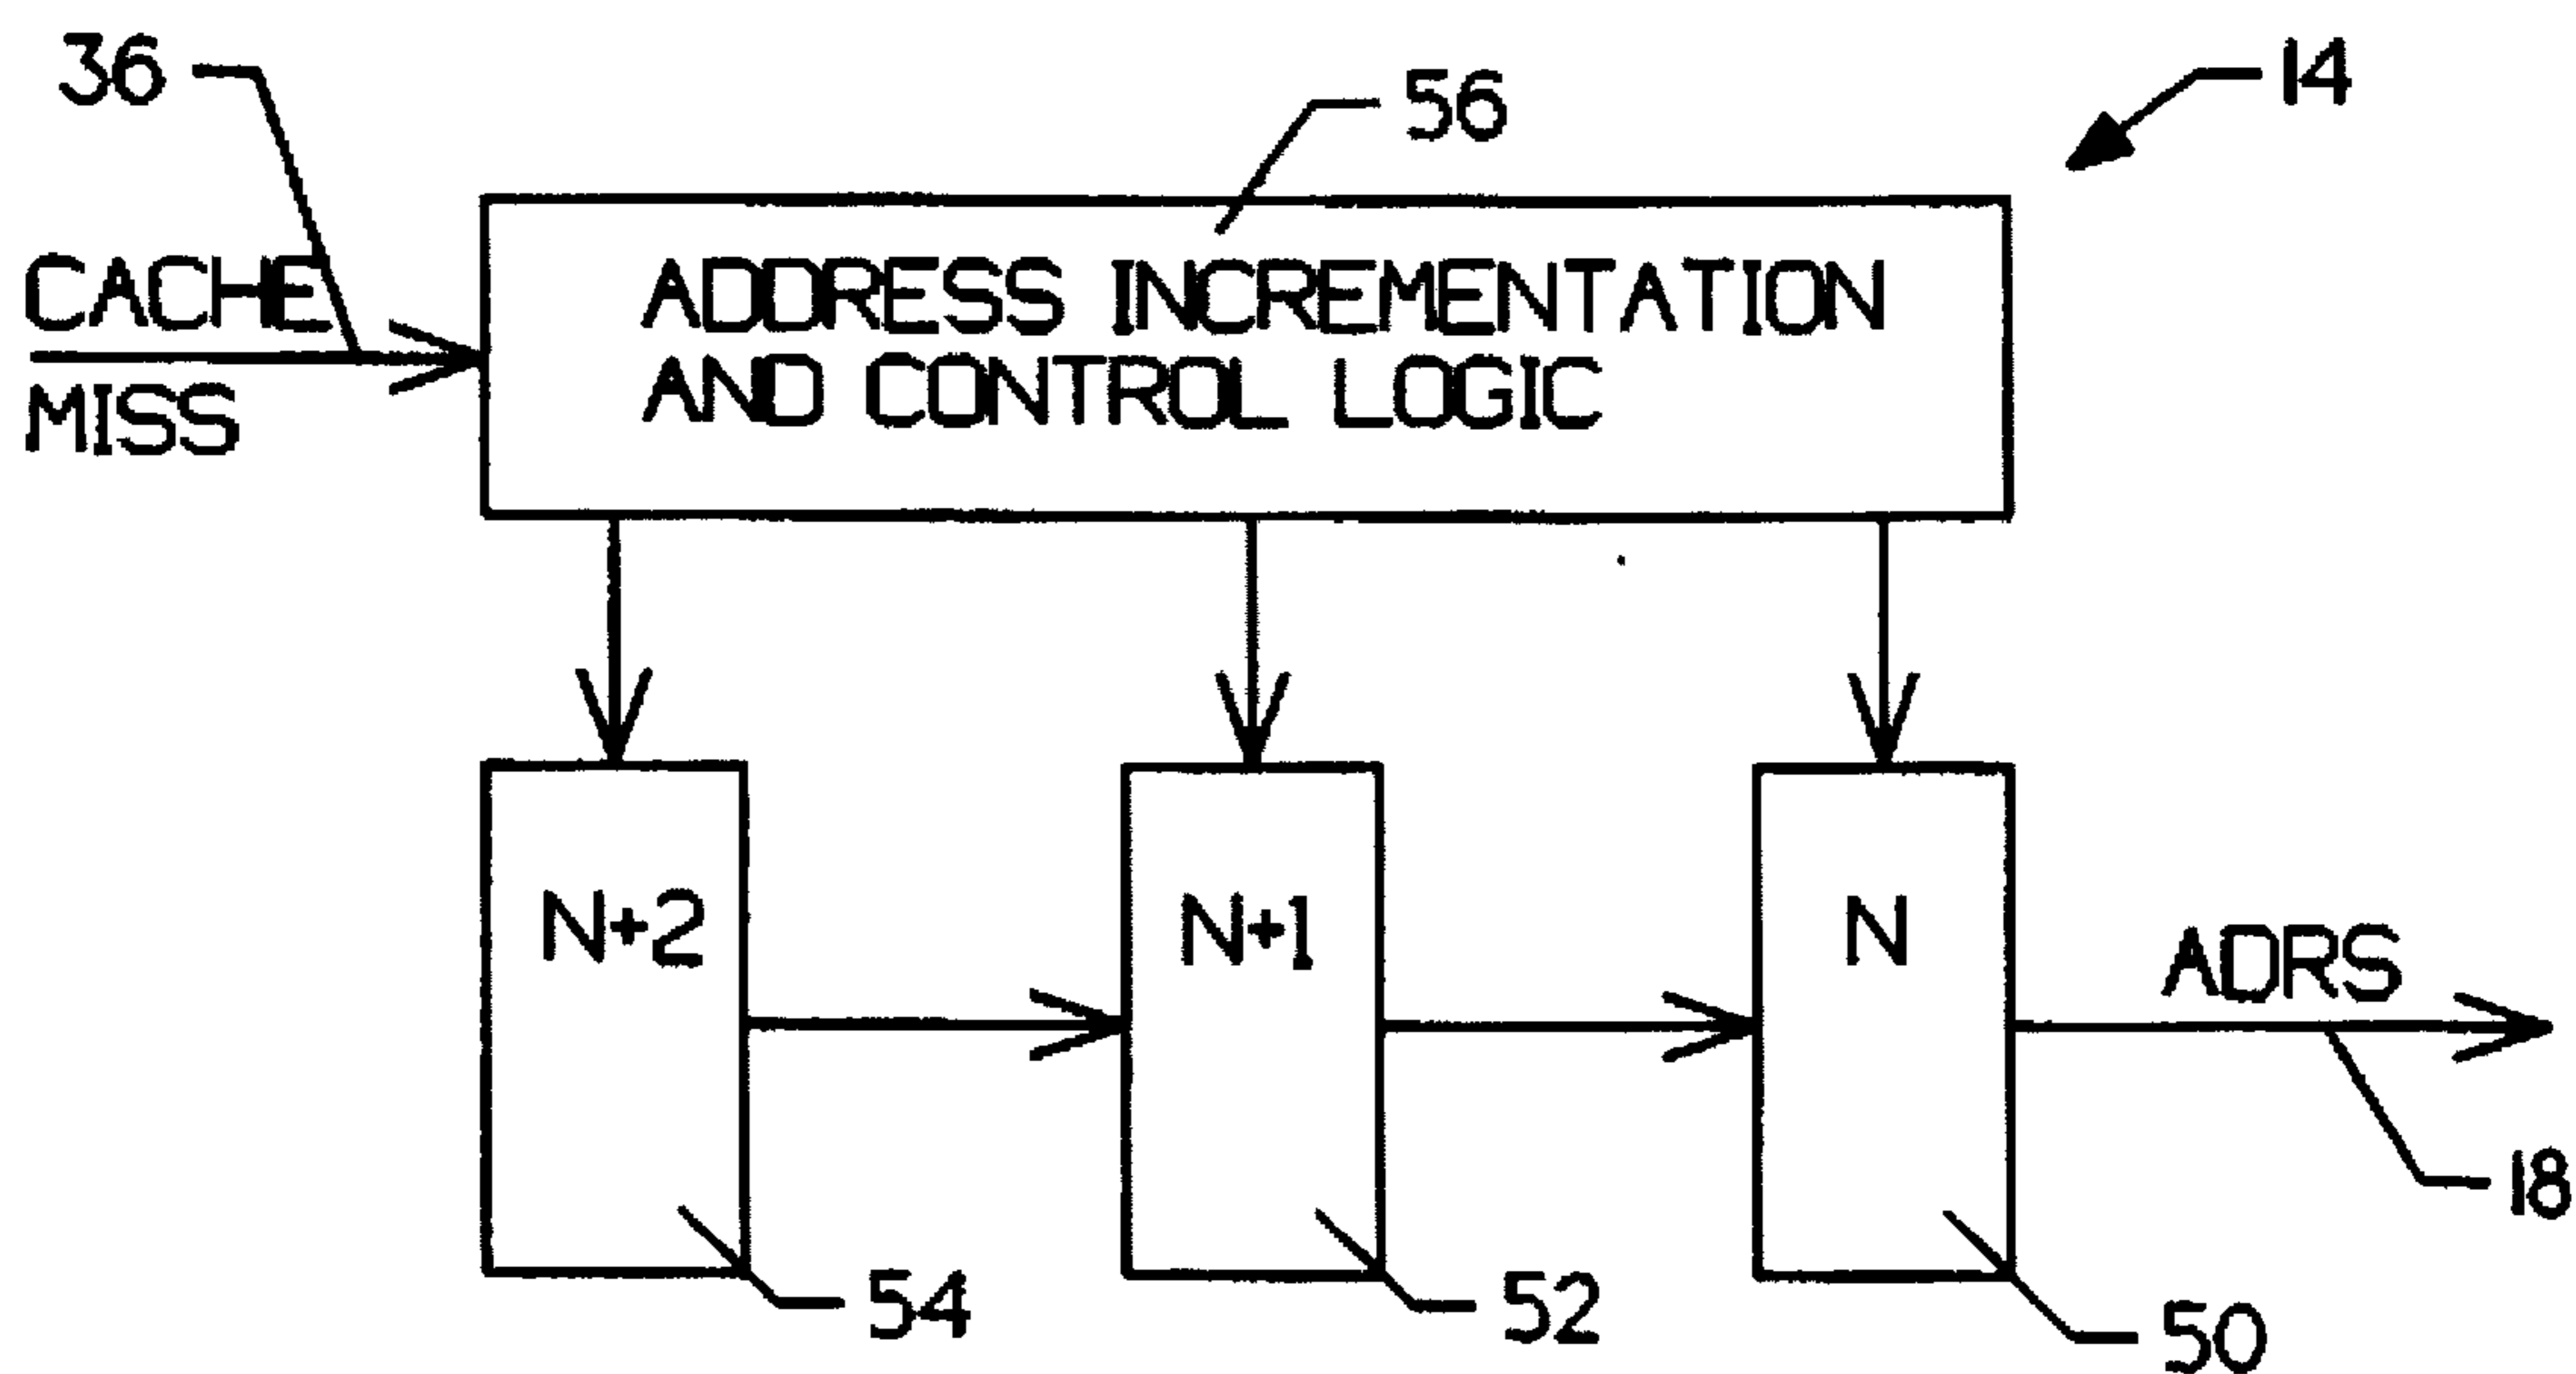 36
56
14
CACHE
MISS
ADDRESS INCREMENTATION
AND CONTROL LOGIC
N+2
N+1
N
ADRS
18
54
52
50